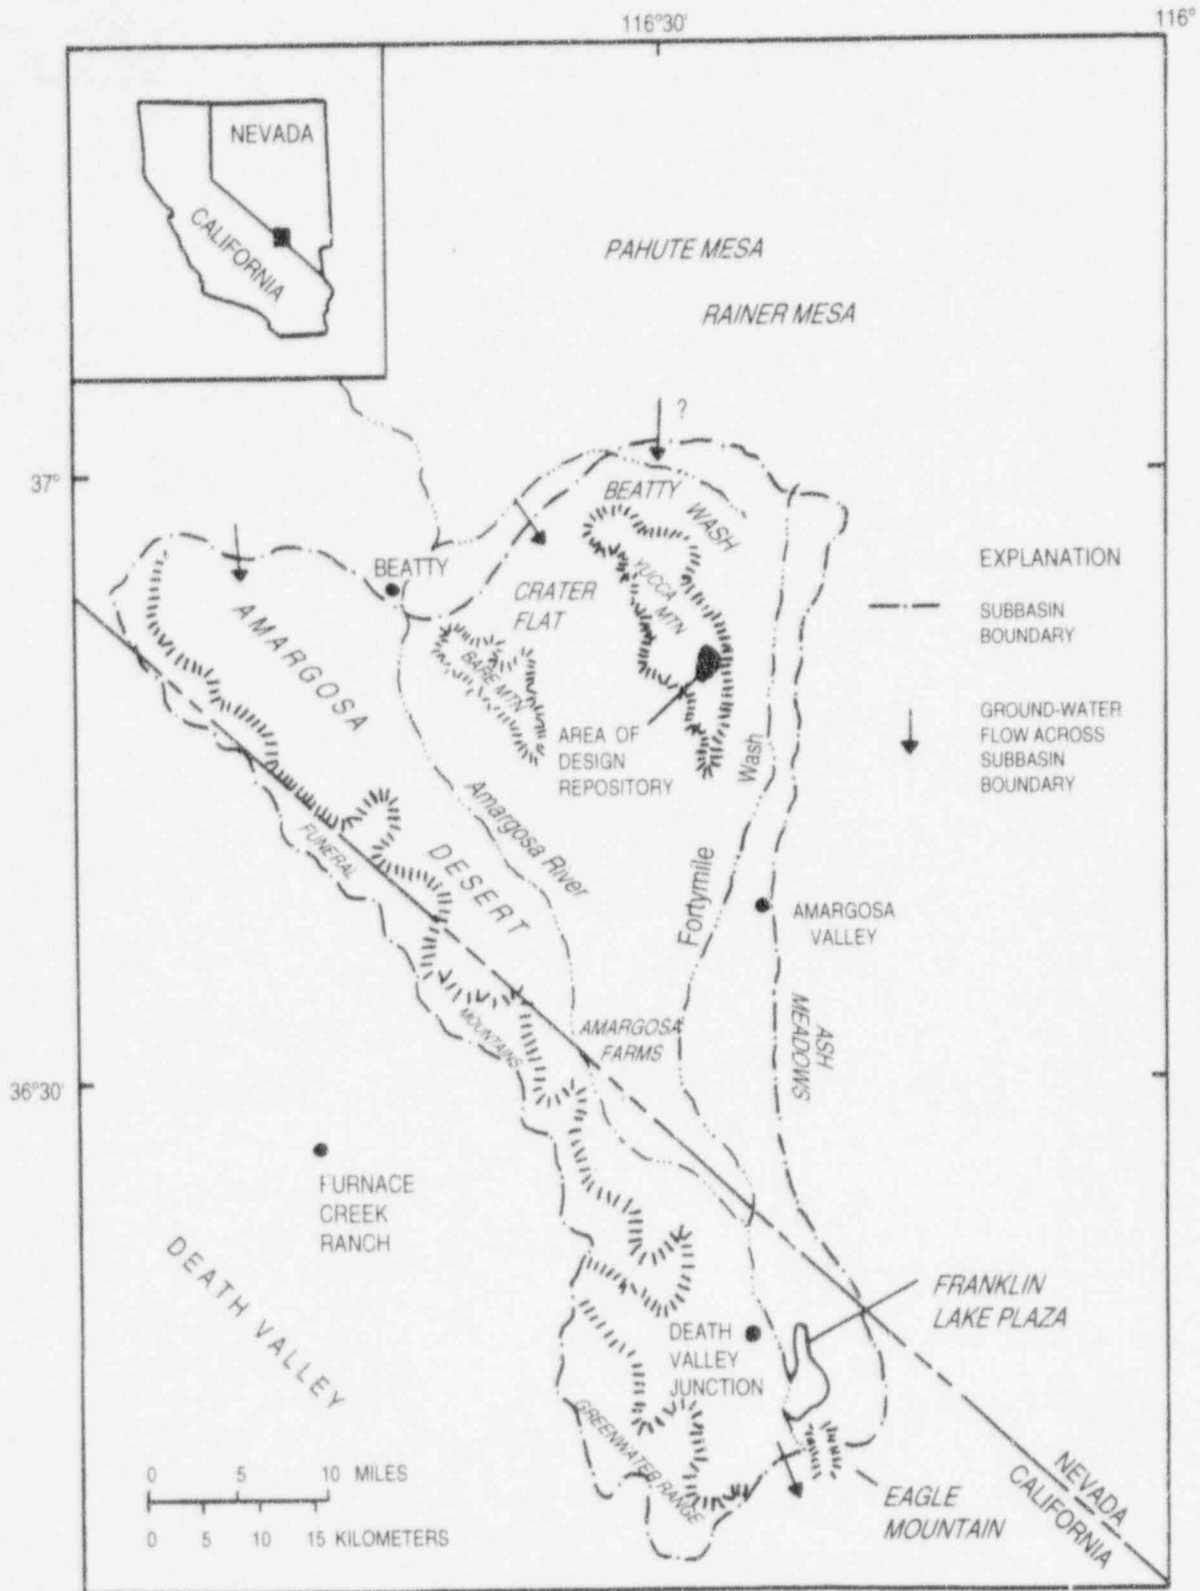 116°30'
116°
NEVADA
CALIFORNIA
PAHUTE MESA
RAINER MESA
?
37°
BEATTY
WASH
BEATTY
CRATER
FLAT
YUCCA
MTN
EXPLANATION
SUBBASIN
BOUNDARY
AMARGOSA
BARE MTN
AREA OF
DESIGN
REPOSITORY
Wash
GROUND-WATER
FLOW ACROSS
SUBBASIN
BOUNDARY
Amargosa River
FUNERAL
DESERT
Fortymile
AMARGOSA
VALLEY
MOUNTAINS
AMARGOSA
FARMS
ASH
MEADOWS
36°30'
FURNACE
CREEK
RANCH
DEATH VALLEY
FRANKLIN
LAKE PLAZA
DEATH
VALLEY
JUNCTION
GREENWATER RANGE
0 5 10 MILES
0 5 10 15 KILOMETERS
EAGLE
MOUNTAIN
NEVADA
CALIFORNIA